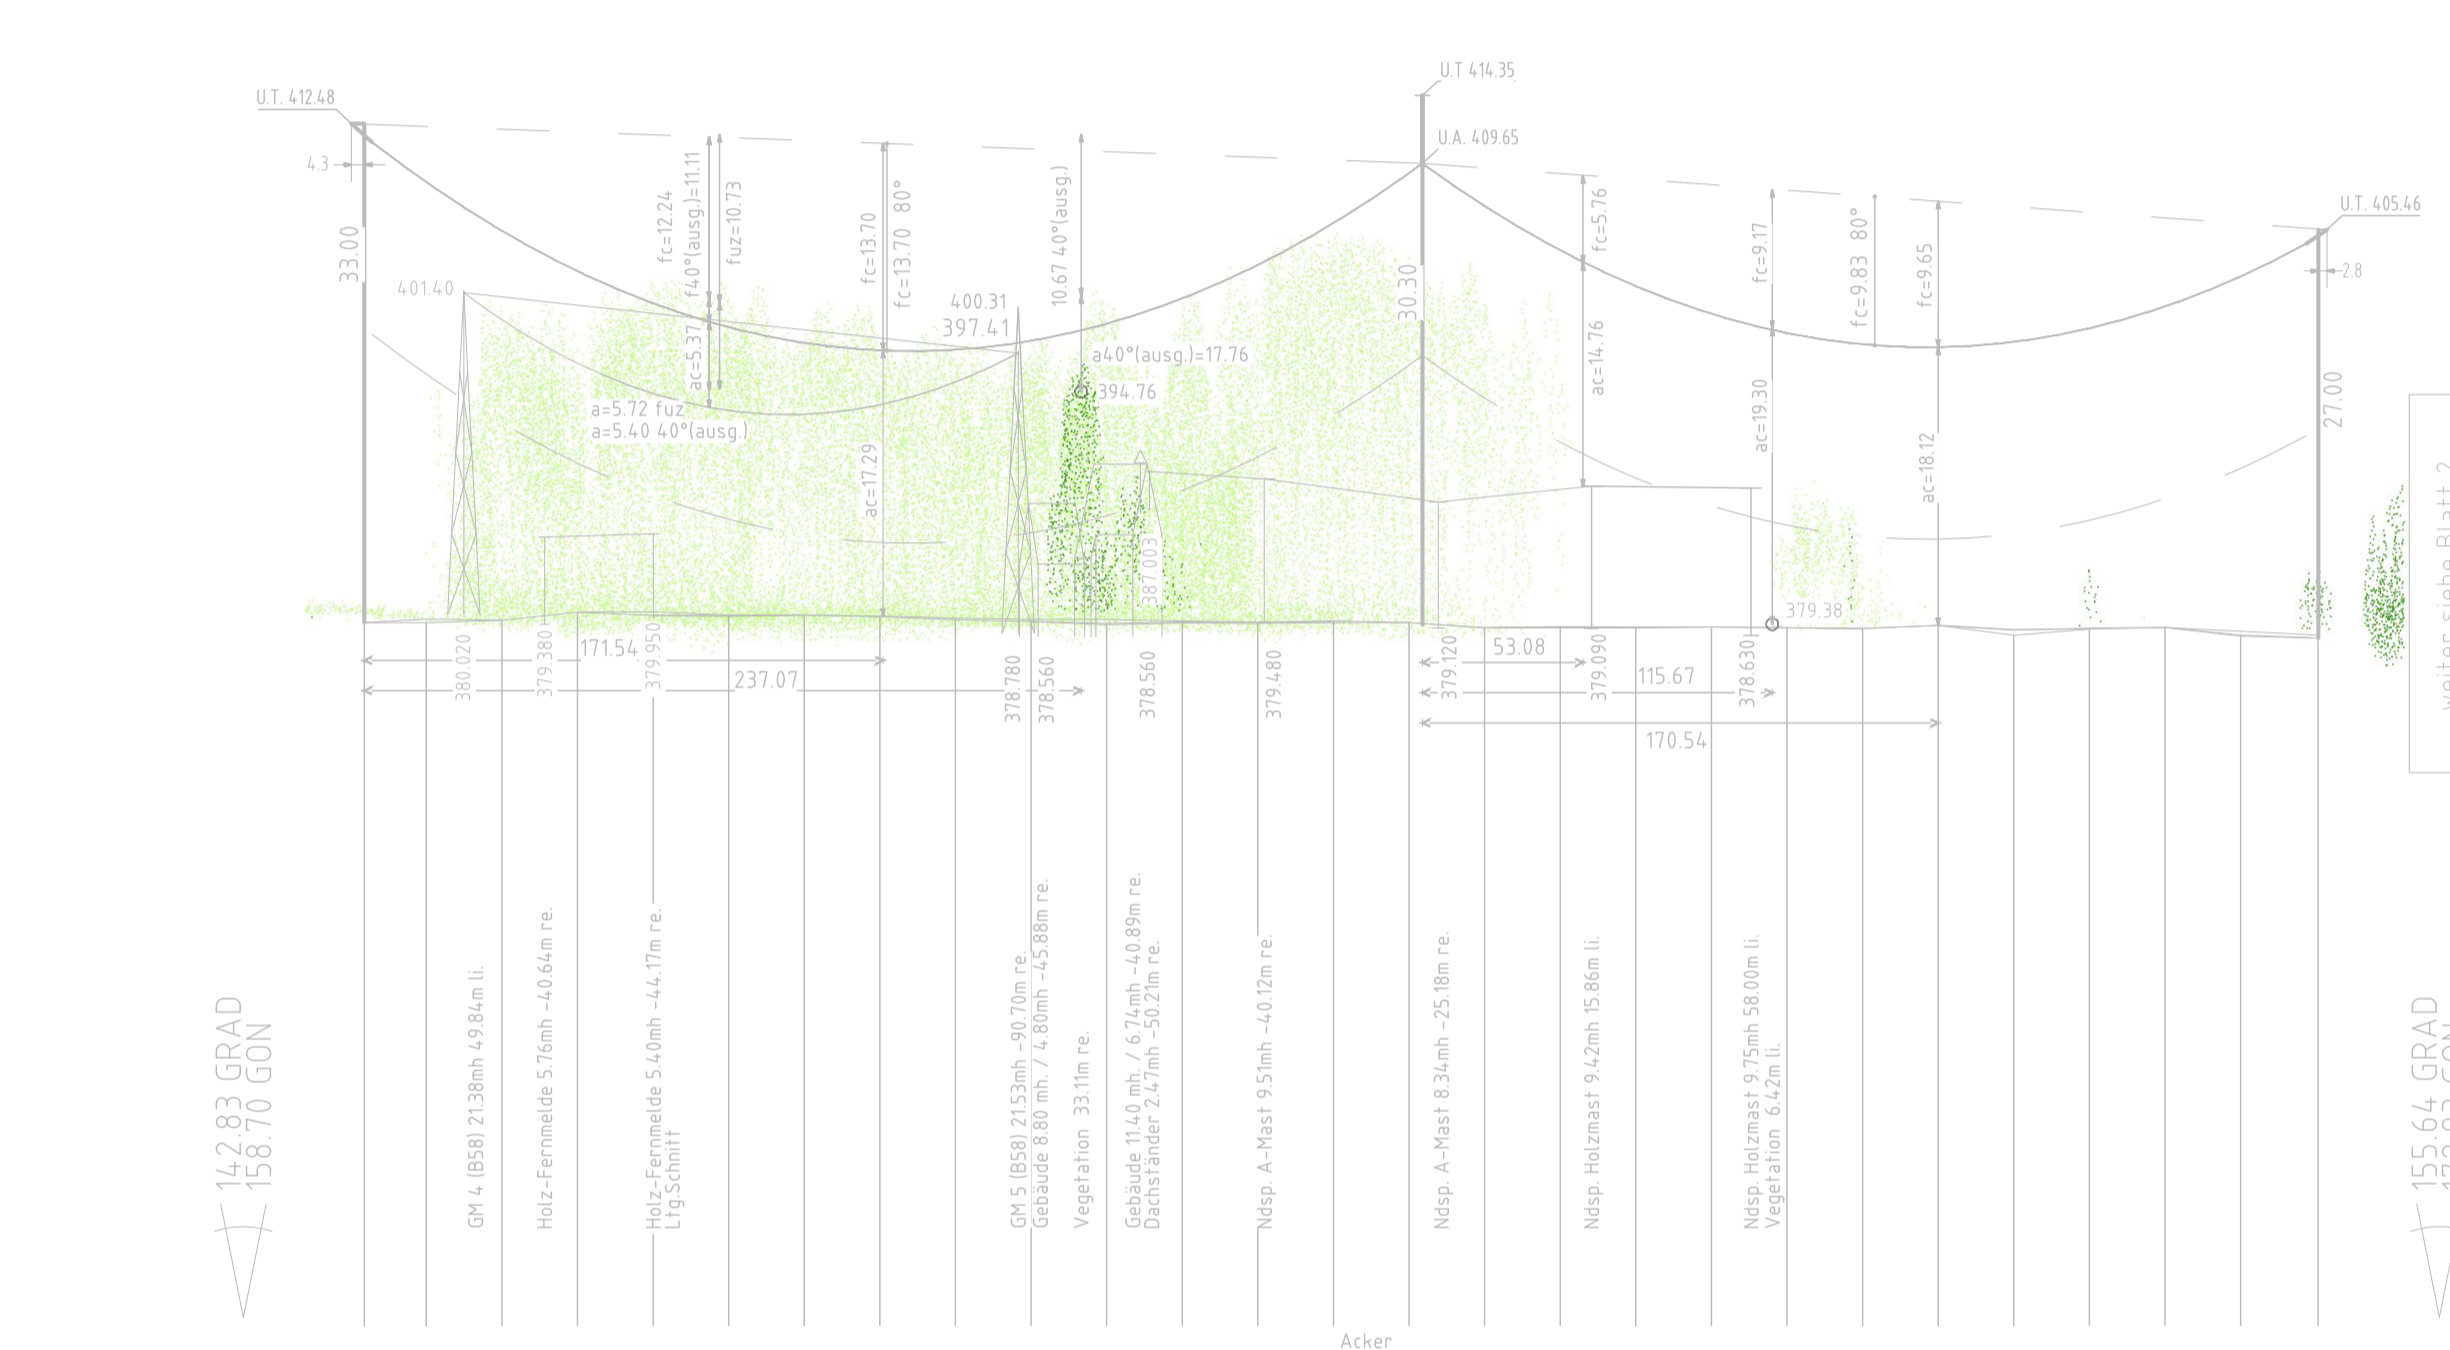 U.T 414.35
U.T. 412.48
U.A. 409.65
U.T. 405.46
4.3
33.00
401.40
fc=12.24
f40°(ausg.)=11.11
fuz=10.73
ac=5.37
a=5.72 fuz
a=5.40 40°(ausg.)
fc=13.70
fc=13.70 80°
ac=17.29
400.31
397.41
10.67 40°(ausg.)
a40°(ausg.)=17.76
394.76
387.003
30.30
fc=5.76
ac=14.76
fc=9.17
ac=19.30
fc=9.83 80°
fc=9.65
ac=18.12
379.38
2.8
27.00
weiter siehe Blatt 2
171.54
237.07
53.08
115.67
170.54
380.020
379.380
379.950
378.780
378.560
378.560
379.480
379.120
379.090
378.630
142.83 GRAD
158.70 GON
GM 4 (B58) 21.38mh 49.84m li.
Holz-Fernmelde 5.76mh -40.64m re.
Holz-Fernmelde 5.40mh -44.17m re.
Ltg.Schnitt
GM 5 (B58) 21.53mh -90.70m re.
Gebäude 8.80 mh. / 4.80mh -45.88m re.
Vegetation 33.11m re.
Gebäude 11.40 mh. / 6.74mh -40.89m re.
Dachständer 2.47mh -50.21m re.
Ndsp. A-Mast 9.51mh -40.12m re.
Ndsp. A-Mast 8.34mh -25.18m re.
Ndsp. Holzmast 9.42mh 15.86m li.
Ndsp. Holzmast 9.75mh 58.00m li.
Vegetation 6.42m li.
155.64 GRAD
Acker